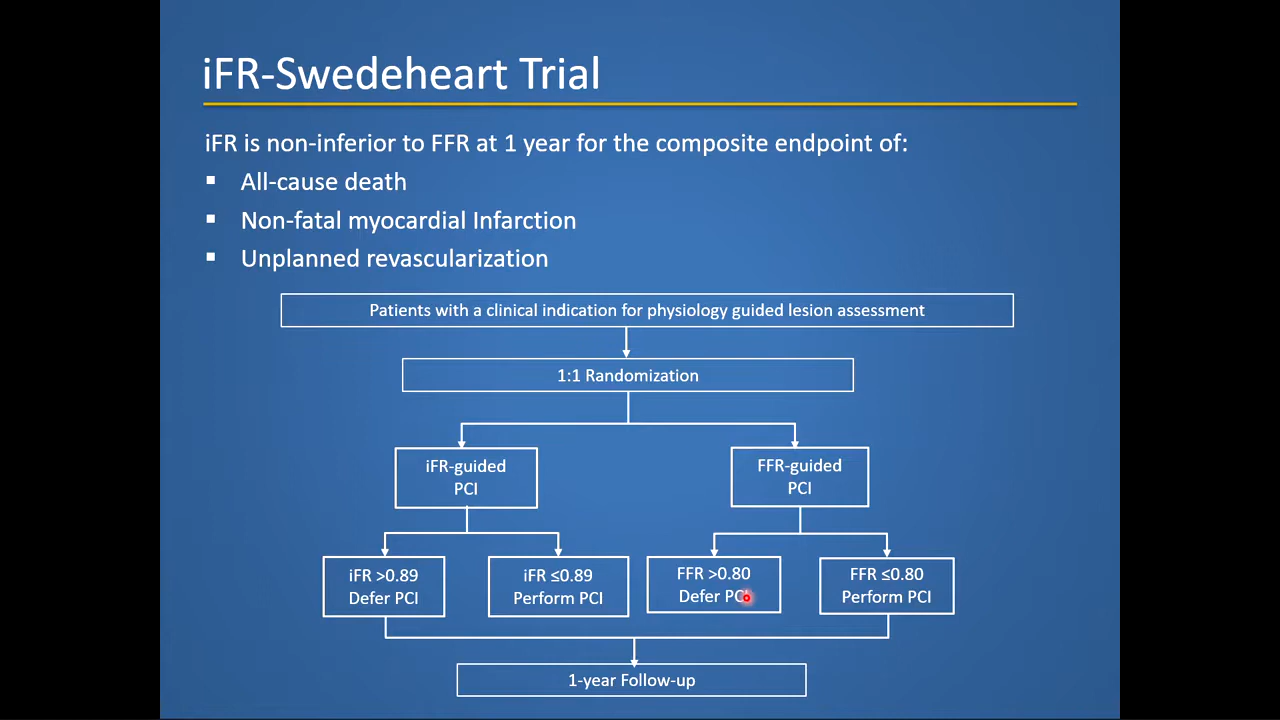 iFR-Swedeheart Trial
iFR is non-inferior to FFR at 1 year for the composite endpoint of:
▪ All-cause death
▪ Non-fatal myocardial Infarction
▪ Unplanned revascularization
Patients with a clinical indication for physiology guided lesion assessment
1:1 Randomization
iFR-guided
PCI
FFR-guided
PCI
iFR >0.89
Defer PCI
iFR ≤0.89
Perform PCI
FFR >0.80
Defer PCI
FFR ≤0.80
Perform PCI
1-year Follow-up